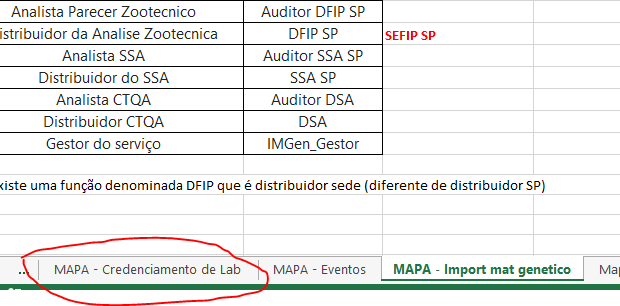 Analista Parecer Zootecnico Auditor DFIP SP
istribuidor da Analise Zootecnica DFIP SP SEFIP SP
Analista SSA Auditor SSA SP
Distribuidor do SSA SSA SP
Analista CTQA Auditor DSA
Distribuidor CTQA DSA
Gestor do serviço IMGen_Gestor
xiste uma função denominada DFIP que é distribuidor sede (diferente de distribuidor SP)
... MAPA - Credenciamento de Lab MAPA - Eventos MAPA - Import mat genetico Map